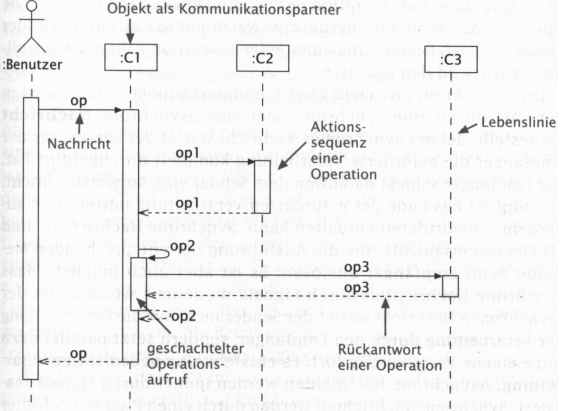 Objekt als Kommunikationspartner
:Benutzer
:C1
:C2
:C3
op
Nachricht
Aktions-
sequenz
einer
Operation
Lebenslinie
op1
op1
op2
op3
op3
op2
geschachtelter
Operations-
aufruf
Rückantwort
einer Operation
op